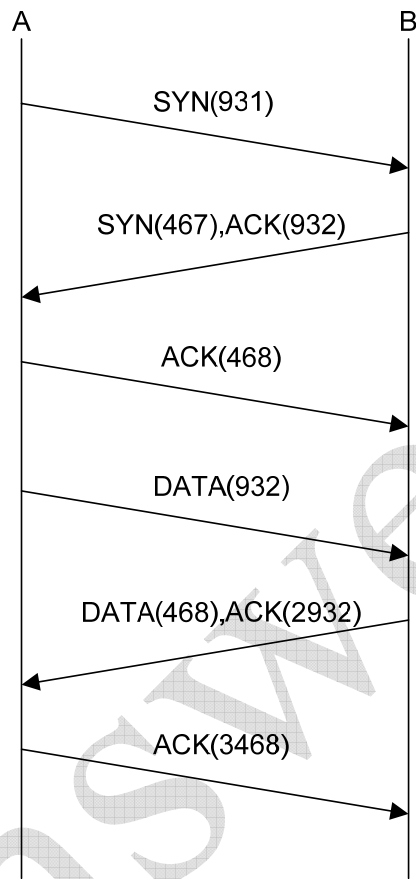 A B
SYN(931)
SYN(467),ACK(932)
ACK(468)
DATA(932)
DATA(468),ACK(2932)
ACK(3468)